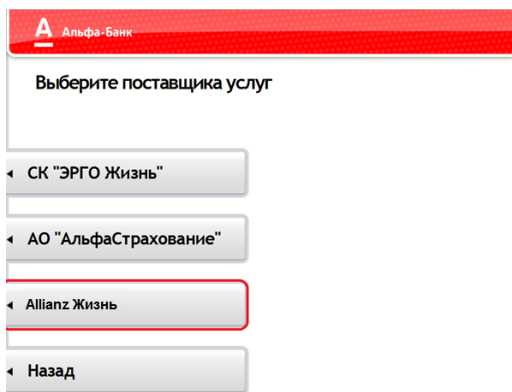 А Альфа-Банк
Выберите поставщика услуг
СК "ЭРГО Жизнь"
АО "АльфаСтрахование"
Allianz Жизнь
Назад